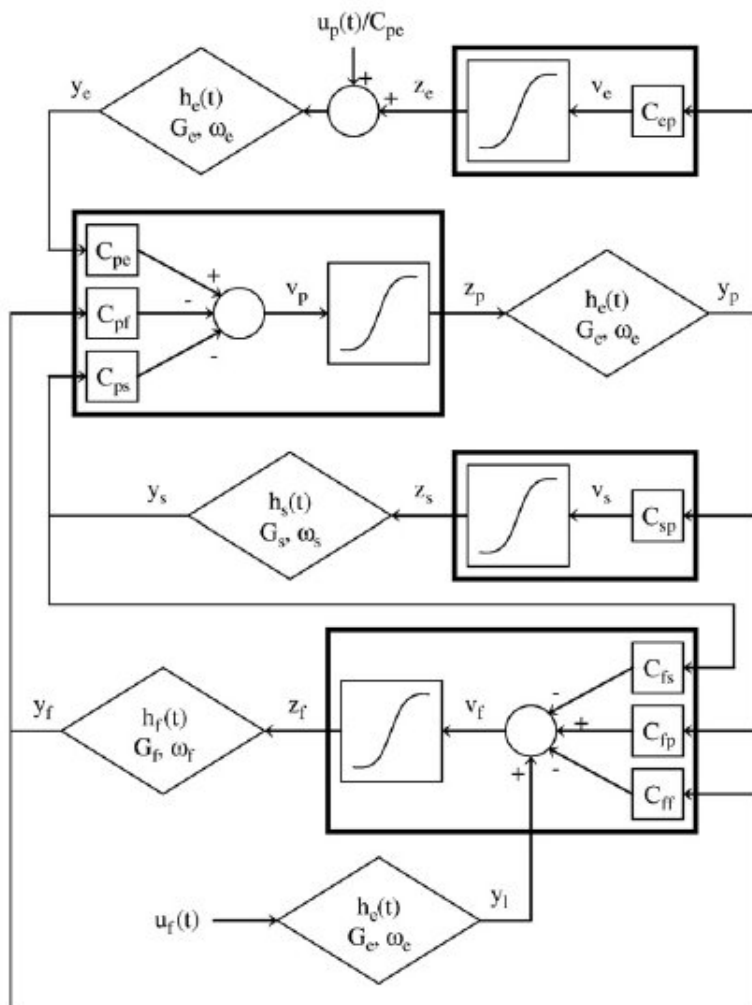 u_p(t)/C_pe
y_e
h_e(t)
G_e, ω_e
+
+
z_e
v_e
C_ep
C_pe
C_pf
C_ps
+
-
-
v_p
z_p
h_e(t)
G_e, ω_e
y_p
y_s
h_s(t)
G_s, ω_s
z_s
v_s
C_sp
y_f
h_f(t)
G_f, ω_f
z_f
v_f
-
+
-
+
C_fs
C_fp
C_ff
u_f(t)
h_e(t)
G_e, ω_e
y_l